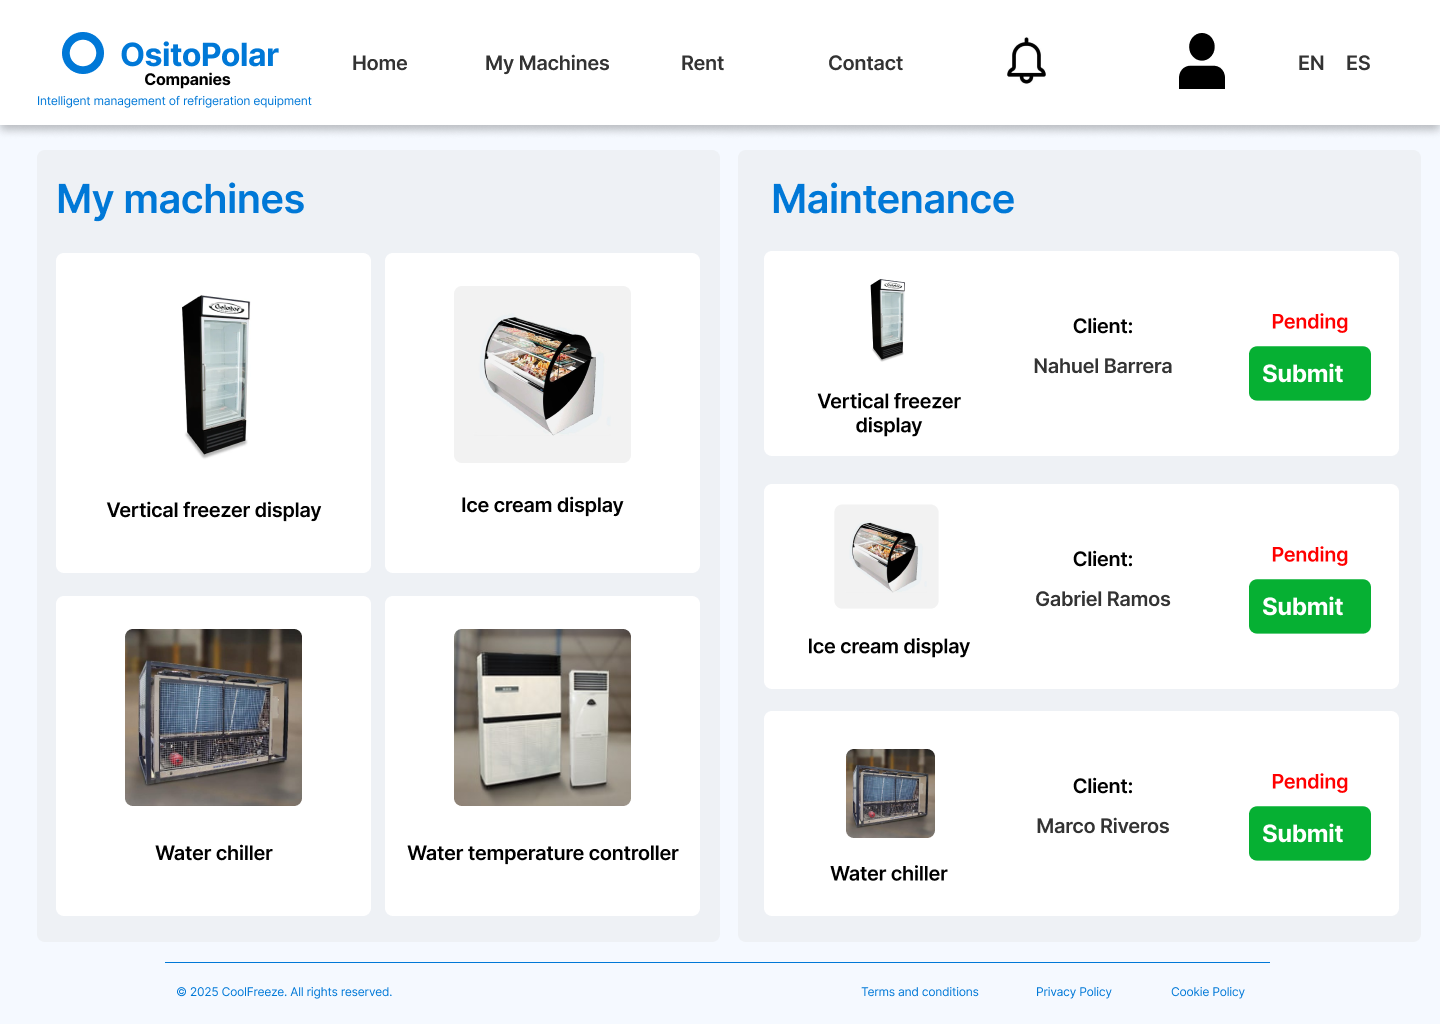 OsitoPolar
Companies
Intelligent management of refrigeration equipment
Home
My Machines
Rent
Contact
EN
ES
My machines
Vertical freezer display
Ice cream display
Water chiller
Water temperature controller
Maintenance
Vertical freezer
display
Client:
Nahuel Barrera
Pending
Submit
Ice cream display
Client:
Gabriel Ramos
Pending
Submit
Water chiller
Client:
Marco Riveros
Pending
Submit
© 2025 CoolFreeze. All rights reserved.
Terms and conditions
Privacy Policy
Cookie Policy